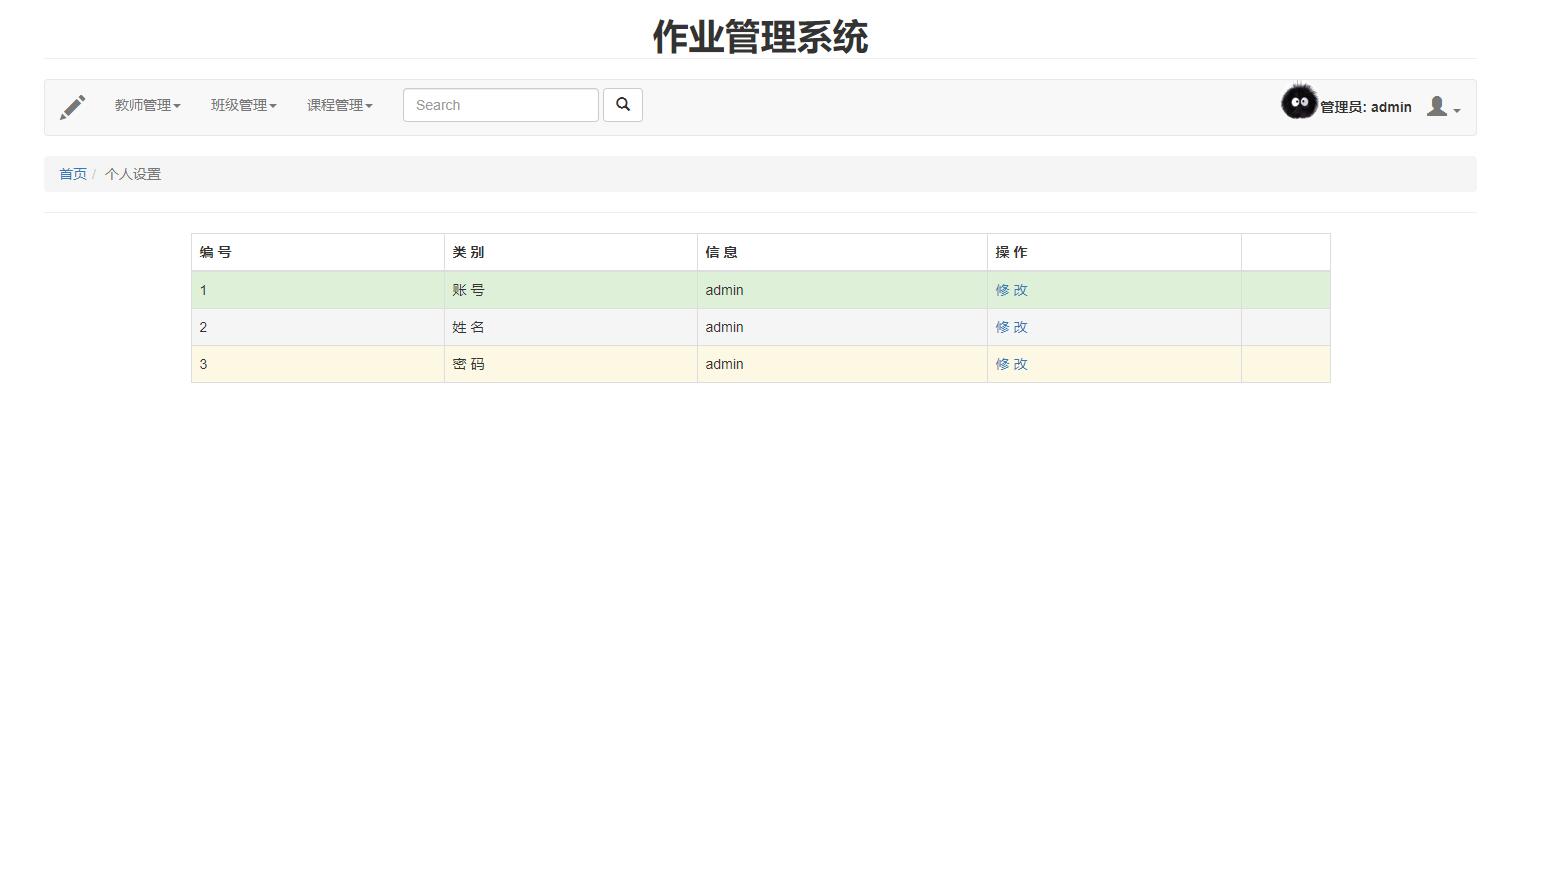 作业管理系统
教师管理 班级管理 课程管理 Search 管理员: admin
首页 / 个人设置
编 号 类 别 信 息 操 作
1 账 号 admin 修 改
2 姓 名 admin 修 改
3 密 码 admin 修 改